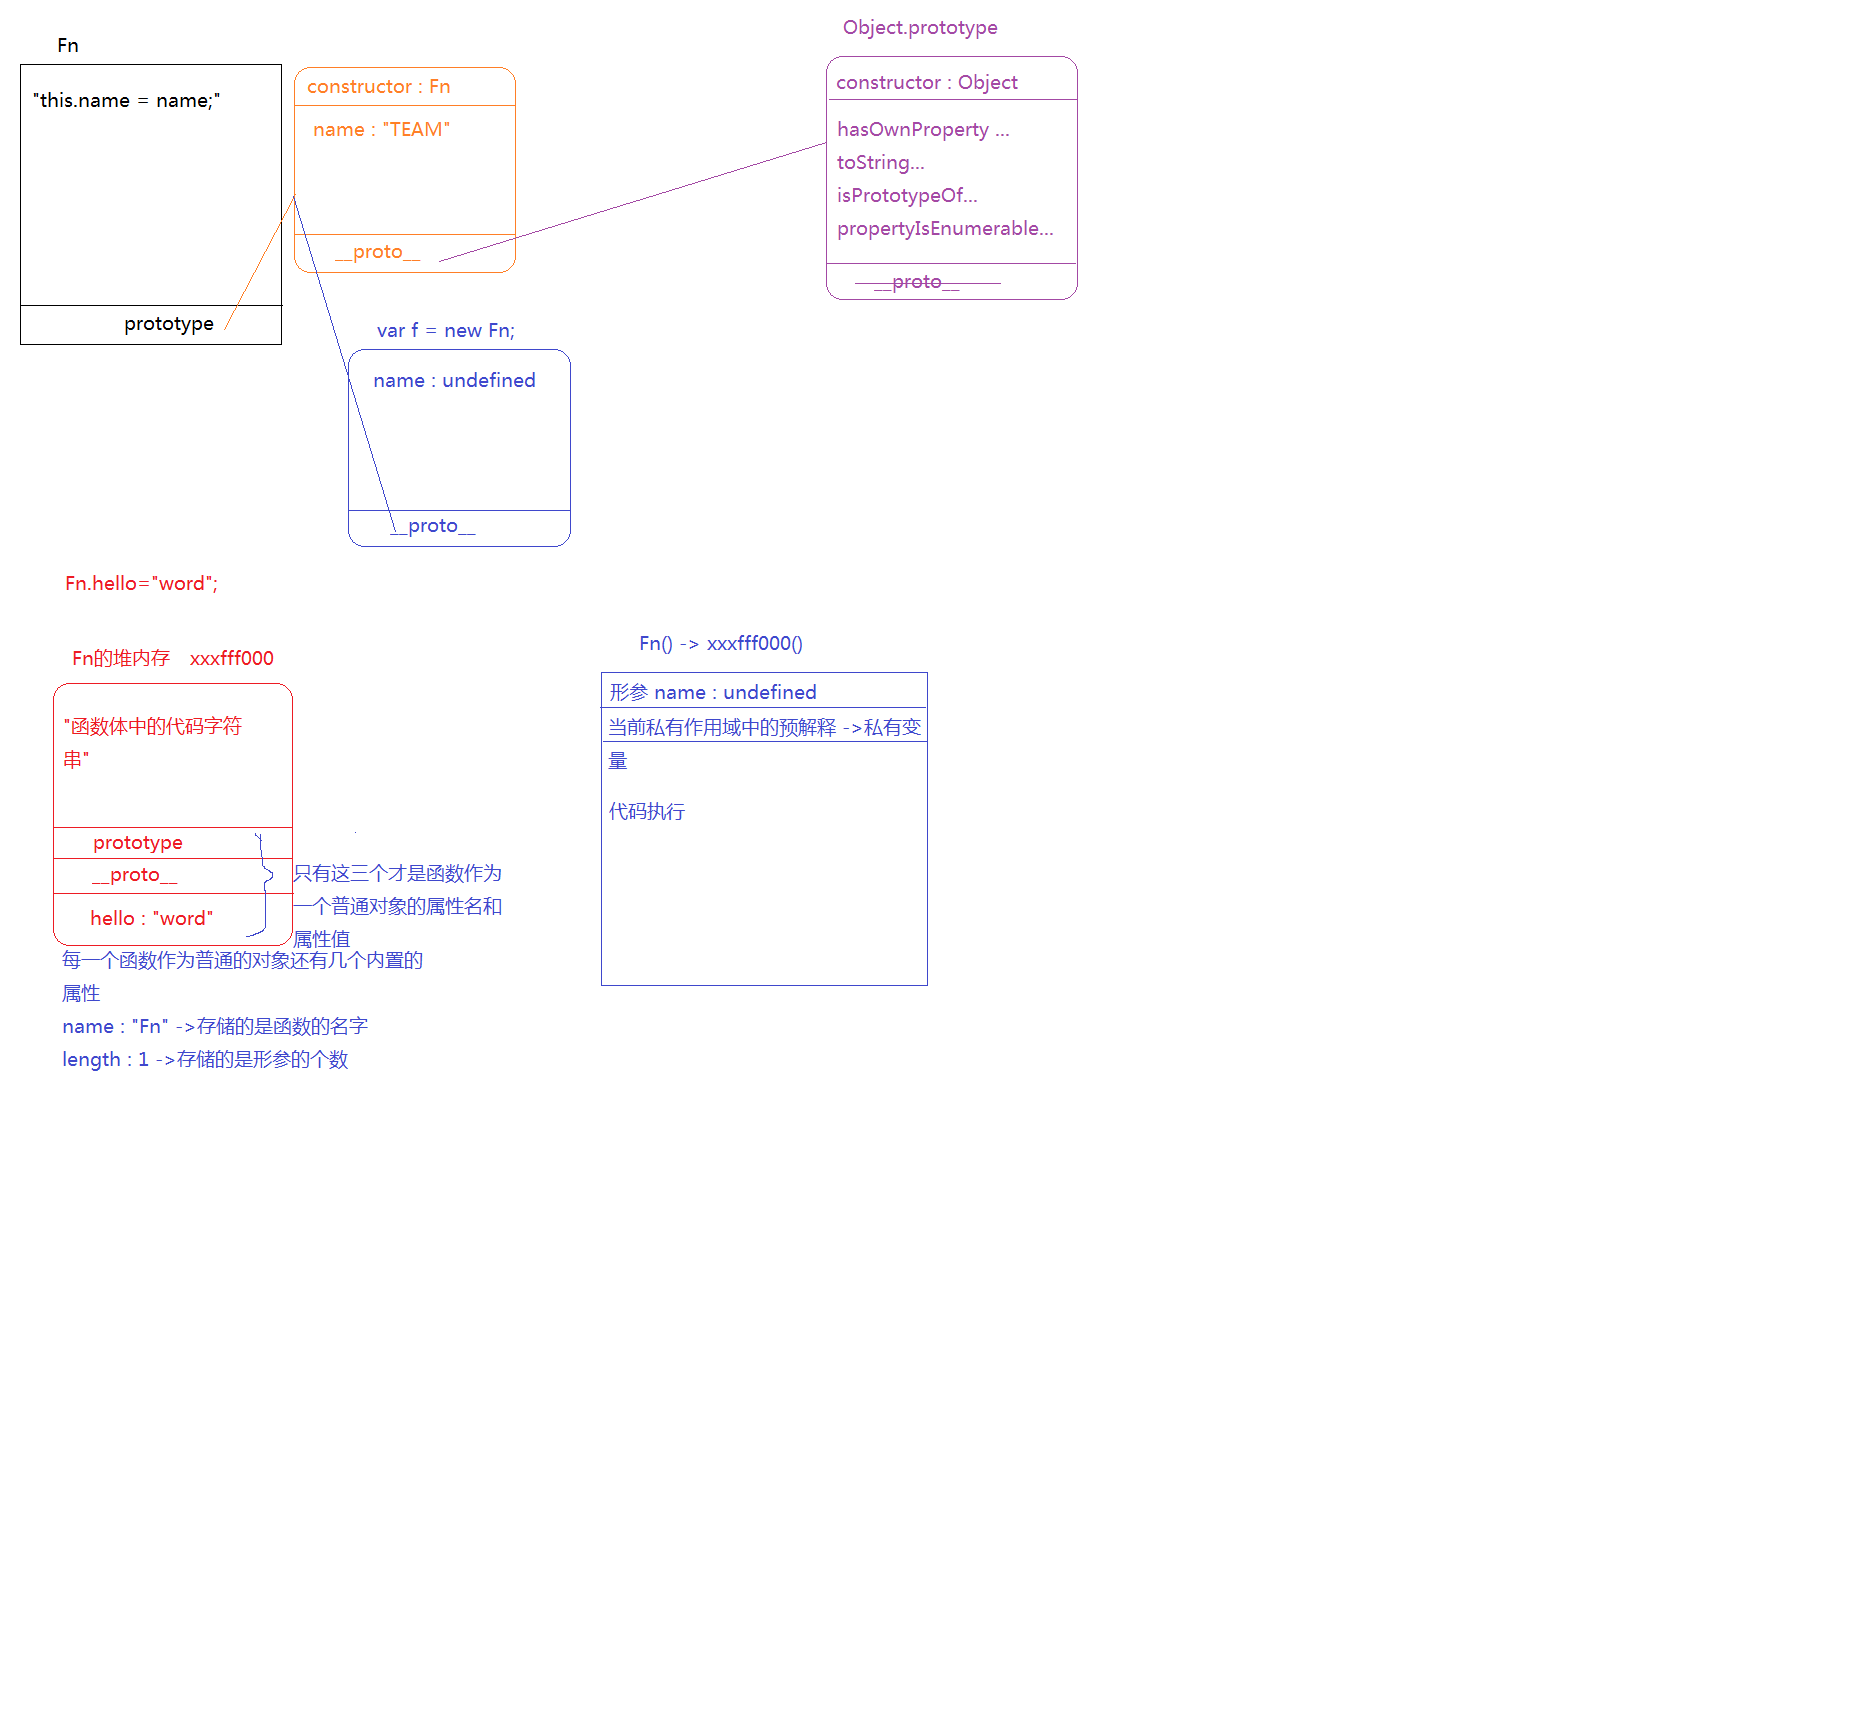 Fn
"this.name = name;"
prototype
constructor : Fn
name : "TEAM"
__proto__
Object.prototype
constructor : Object
hasOwnProperty ...
toString...
isPrototypeOf...
propertyIsEnumerable...
__proto__
var f = new Fn;
name : undefined
__proto__
Fn.hello="word";
Fn的堆内存 xxxfff000
"函数体中的代码字符
串"
prototype
__proto__
hello : "word"
只有这三个才是函数作为
一个普通对象的属性名和
属性值
每一个函数作为普通的对象还有几个内置的
属性
name : "Fn" ->存储的是函数的名字
length : 1 ->存储的是形参的个数
Fn() -> xxxfff000()
形参 name : undefined
当前私有作用域中的预解释 ->私有变
量
代码执行